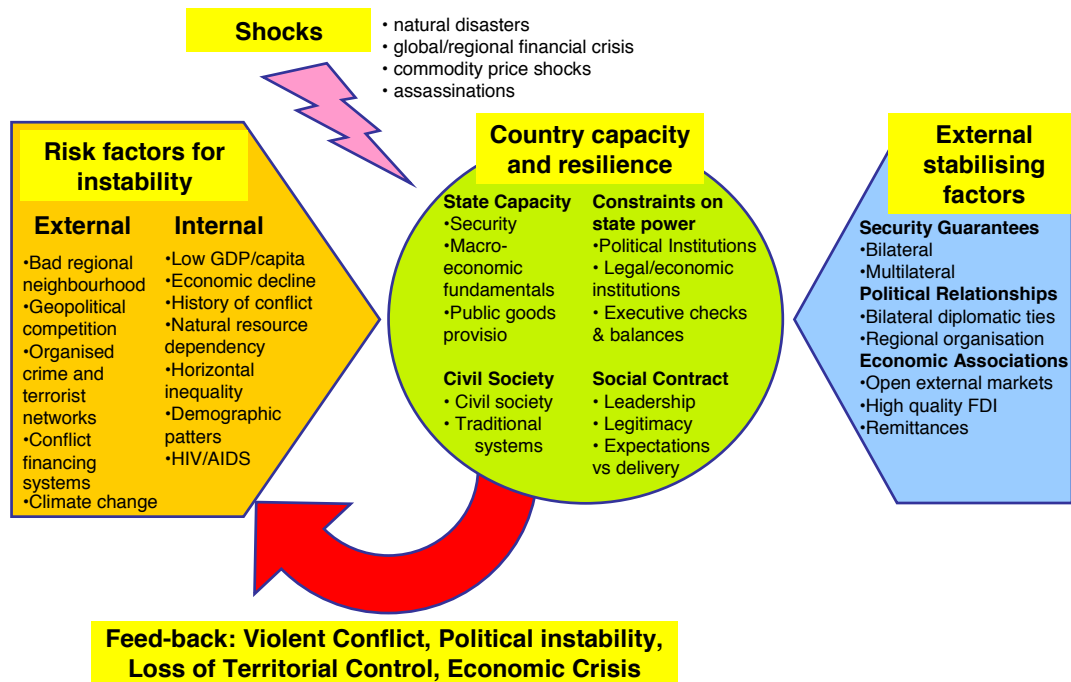 Shocks
• natural disasters
• global/regional financial crisis
• commodity price shocks
• assassinations
Risk factors for
instability
External
•Bad regional
neighbourhood
•Geopolitical
competition
•Organised
crime and
terrorist
networks
•Conflict
financing
systems
•Climate change
Internal
•Low GDP/capita
•Economic decline
•History of conflict
•Natural resource
dependency
•Horizontal
inequality
•Demographic
patters
•HIV/AIDS
Country capacity
and resilience
State Capacity
•Security
•Macro-
economic
fundamentals
•Public goods
provisio
Constraints on
state power
•Political Institutions
• Legal/economic
institutions
• Executive checks
& balances
Civil Society
• Civil society
• Traditional
systems
Social Contract
• Leadership
• Legitimacy
• Expectations
vs delivery
External
stabilising
factors
Security Guarantees
•Bilateral
•Multilateral
Political Relationships
•Bilateral diplomatic ties
•Regional organisation
Economic Associations
•Open external markets
•High quality FDI
•Remittances
Feed-back: Violent Conflict, Political instability,
Loss of Territorial Control, Economic Crisis